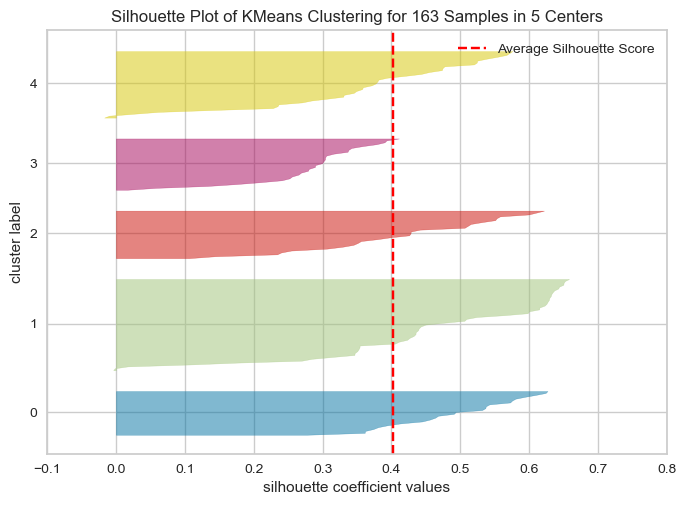 Silhouette Plot of KMeans Clustering for 163 Samples in 5 Centers
Average Silhouette Score
cluster label
4
3
2
1
0
−0.1 0.0 0.1 0.2 0.3 0.4 0.5 0.6 0.7 0.8
silhouette coefficient values